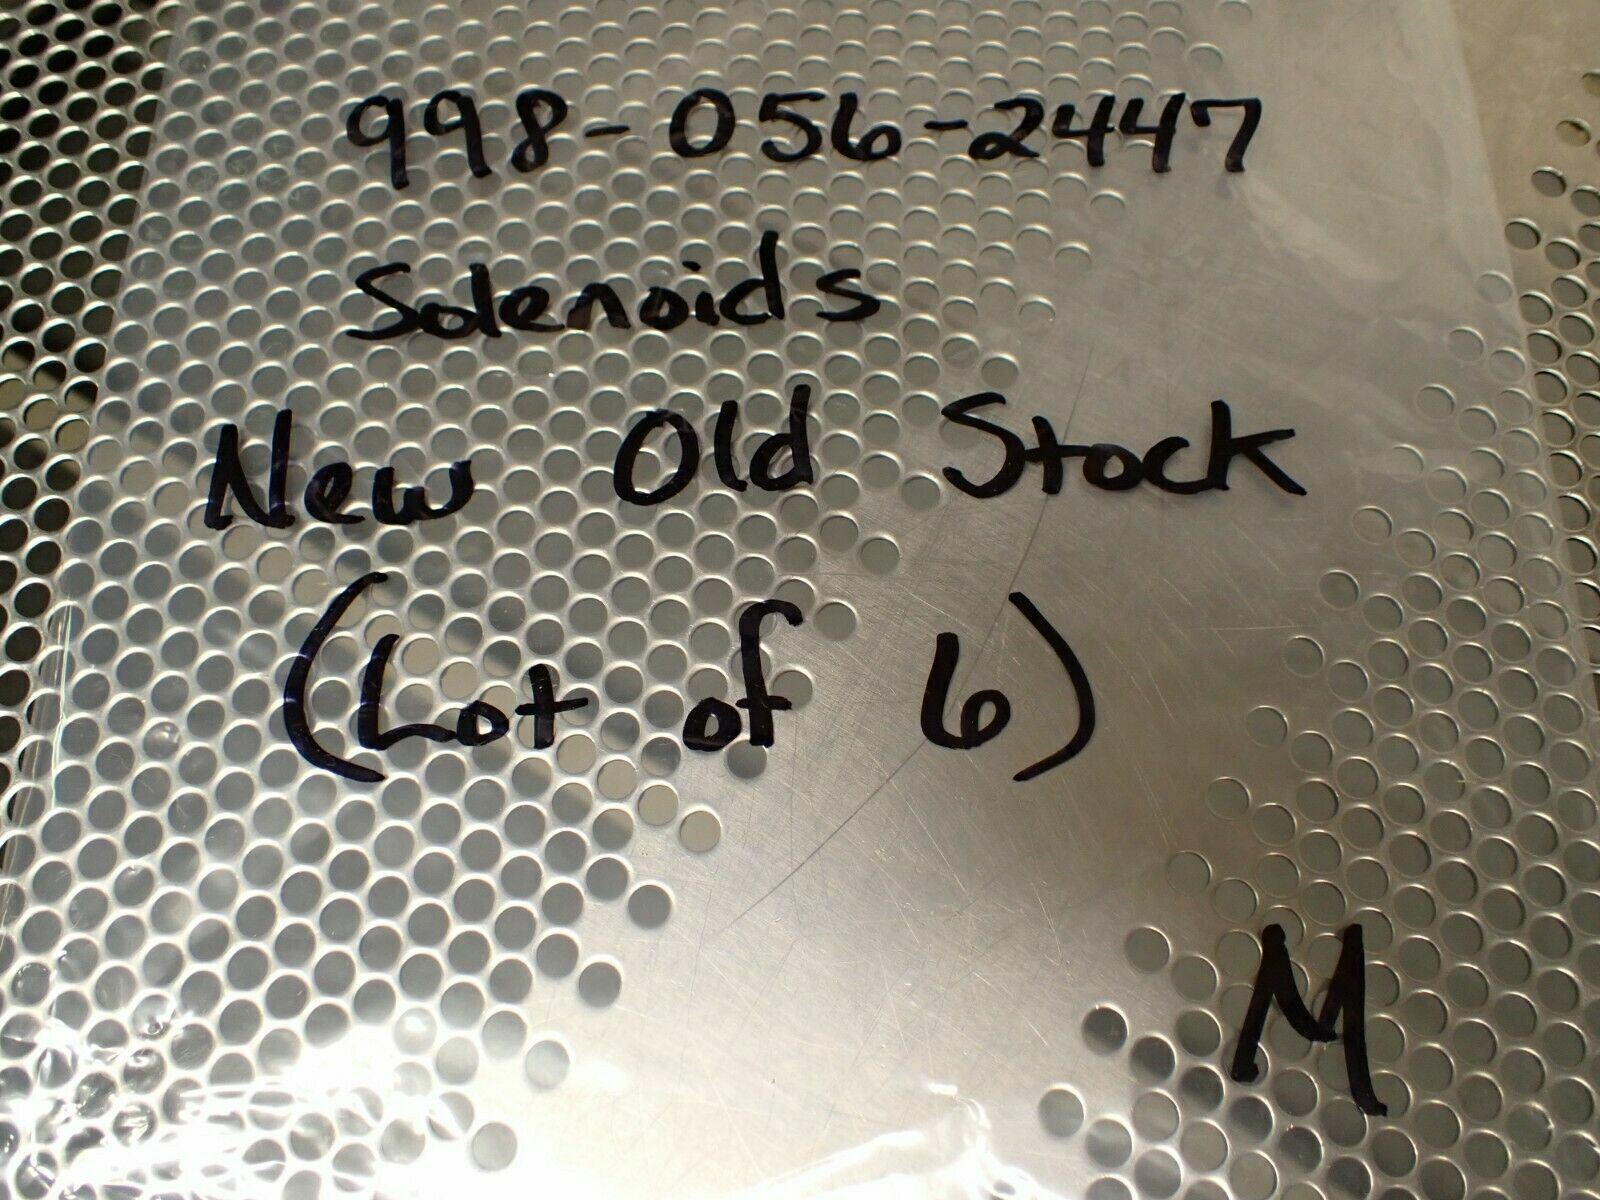 998-056-2447
Solenoids
New Old Stock
(Lot of 6)
M